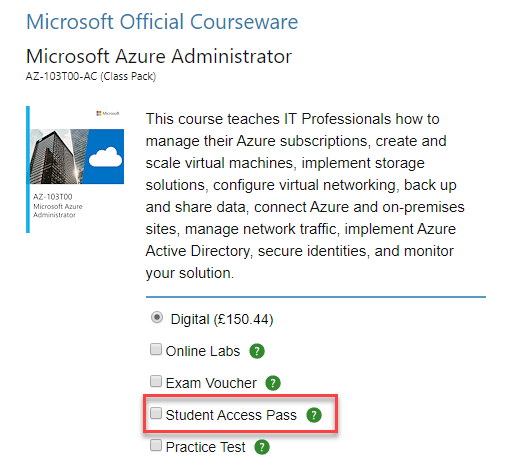 Microsoft Official Courseware
Microsoft Azure Administrator
AZ-103T00-AC (Class Pack)
Microsoft
AZ-103T00
Microsoft Azure
Administrator
This course teaches IT Professionals how to
manage their Azure subscriptions, create and
scale virtual machines, implement storage
solutions, configure virtual networking, back up
and share data, connect Azure and on-premises
sites, manage network traffic, implement Azure
Active Directory, secure identities, and monitor
your solution.
Digital (£150.44)
Online Labs ?
Exam Voucher ?
Student Access Pass ?
Practice Test ?